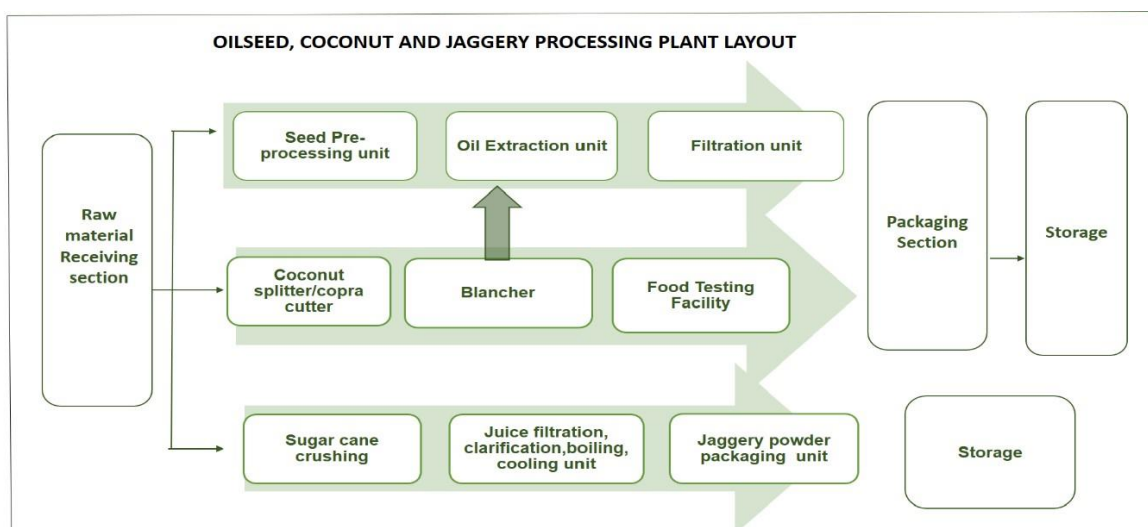 OILSEED, COCONUT AND JAGGERY PROCESSING PLANT LAYOUT
Raw
material
Receiving
section
Seed Pre-
processing unit
Oil Extraction unit
Filtration unit
Coconut
splitter/copra
cutter
Blancher
Food Testing
Facility
Sugar cane
crushing
Juice filtration,
clarification,boiling,
cooling unit
Jaggery powder
packaging unit
Packaging
Section
Storage
Storage